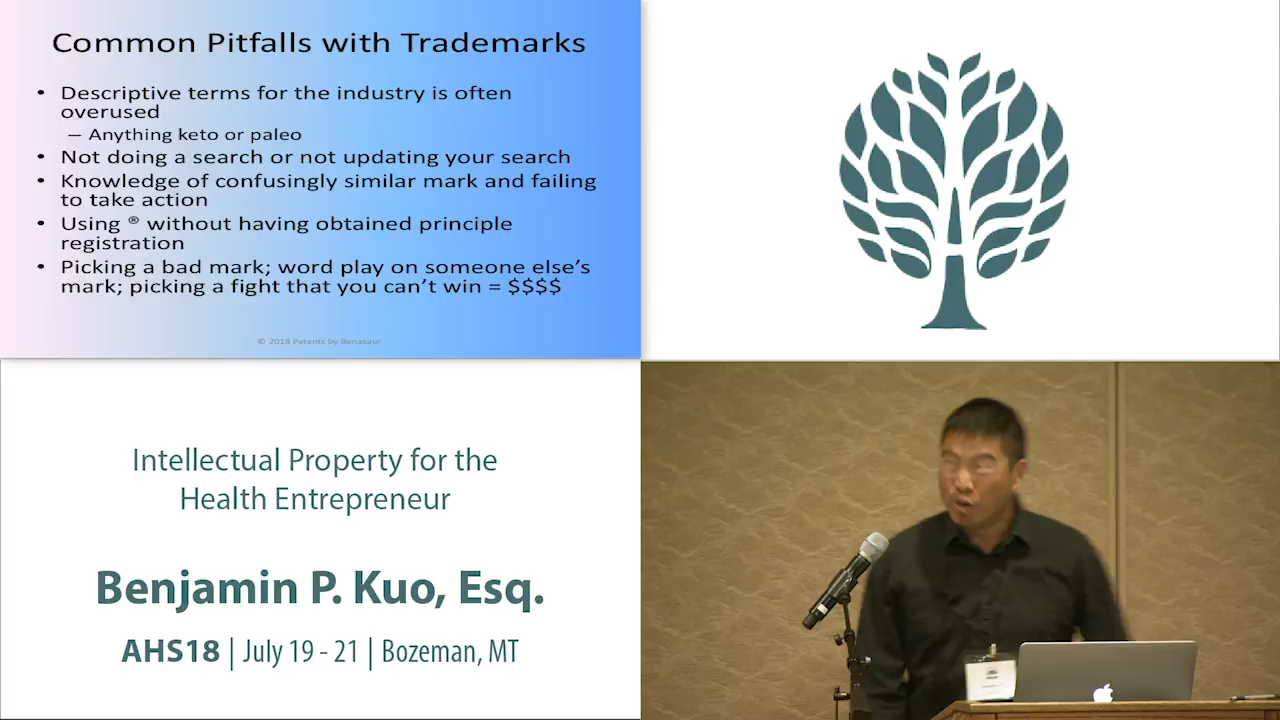 Common Pitfalls with Trademarks
• Descriptive terms for the industry is often
overused
– Anything keto or paleo
• Not doing a search or not updating your search
• Knowledge of confusingly similar mark and failing
to take action
• Using ® without having obtained principle
registration
• Picking a bad mark; word play on someone else's
mark; picking a fight that you can't win = $$$$
© 2018 Patents by Benasaur
Intellectual Property for the
Health Entrepreneur
Benjamin P. Kuo, Esq.
AHS18 | July 19 - 21 | Bozeman, MT